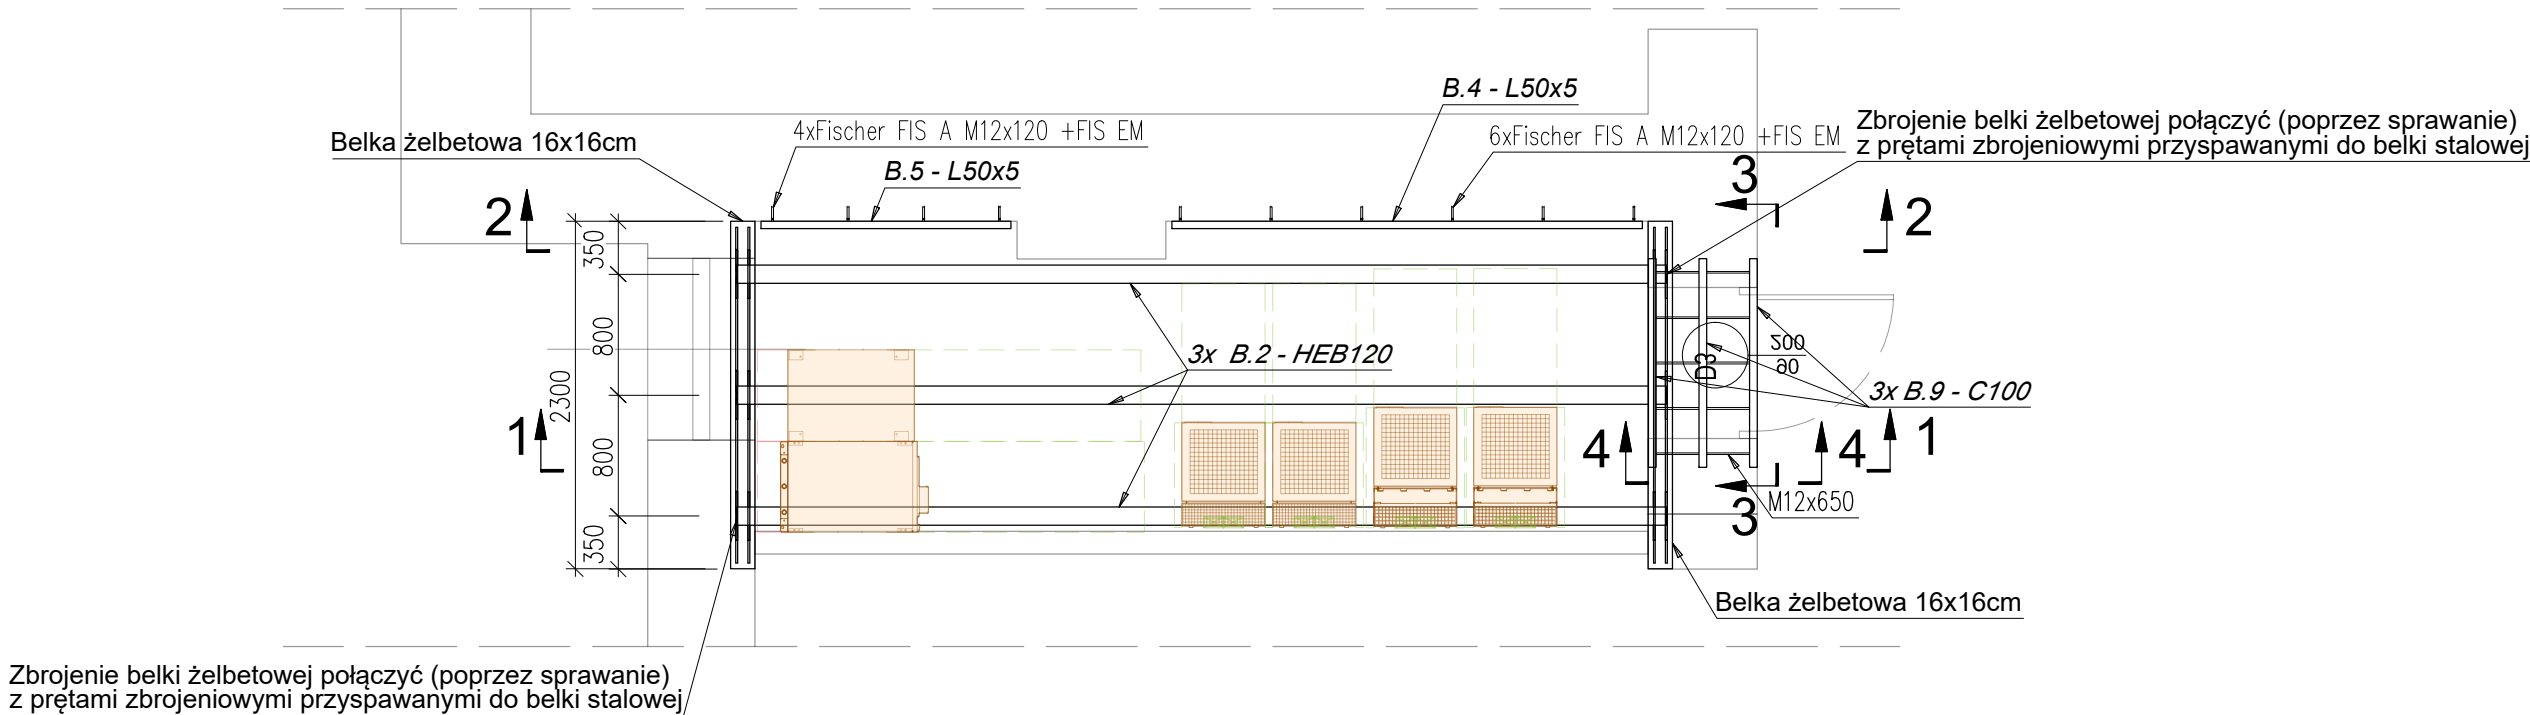 B.4 - L50x5
Zbrojenie belki żelbetowej połączyć (poprzez sprawanie)
z prętami zbrojeniowymi przyspawanymi do belki stalowej
4xFischer FIS A M12x120 +FIS EM
6xFischer FIS A M12x120 +FIS EM
Belka żelbetowa 16x16cm
B.5 - L50x5
3
2
2
350
800
2300
800
350
3x B.2 - HEB120
D3
200
90
3x B.9 - C100
1
1
4
4
M12x650
3
Belka żelbetowa 16x16cm
Zbrojenie belki żelbetowej połączyć (poprzez sprawanie)
z prętami zbrojeniowymi przyspawanymi do belki stalowej